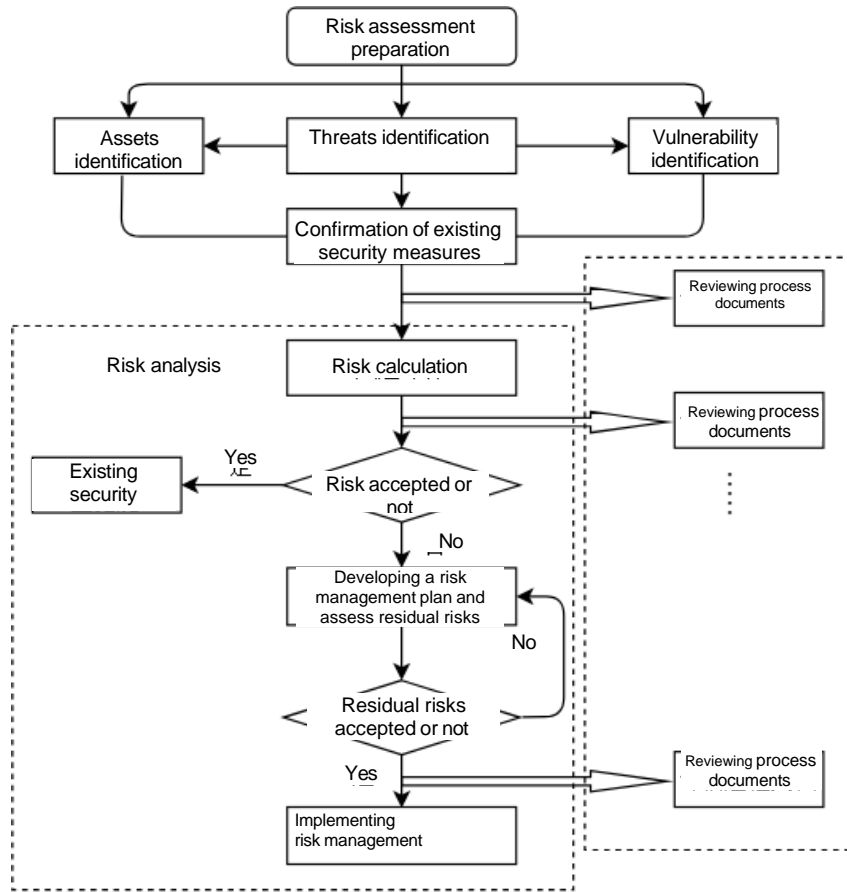 Risk assessment
preparation
Assets
identification
Threats identification
Vulnerability
identification
Confirmation of existing
security measures
Reviewing process
documents
Risk analysis
Risk calculation
Reviewing process
documents
Yes
Existing
security
Risk accepted or
not
No
Developing a risk
management plan and
assess residual risks
No
Residual risks
accepted or not
Yes
Reviewing process
documents
Implementing
risk management